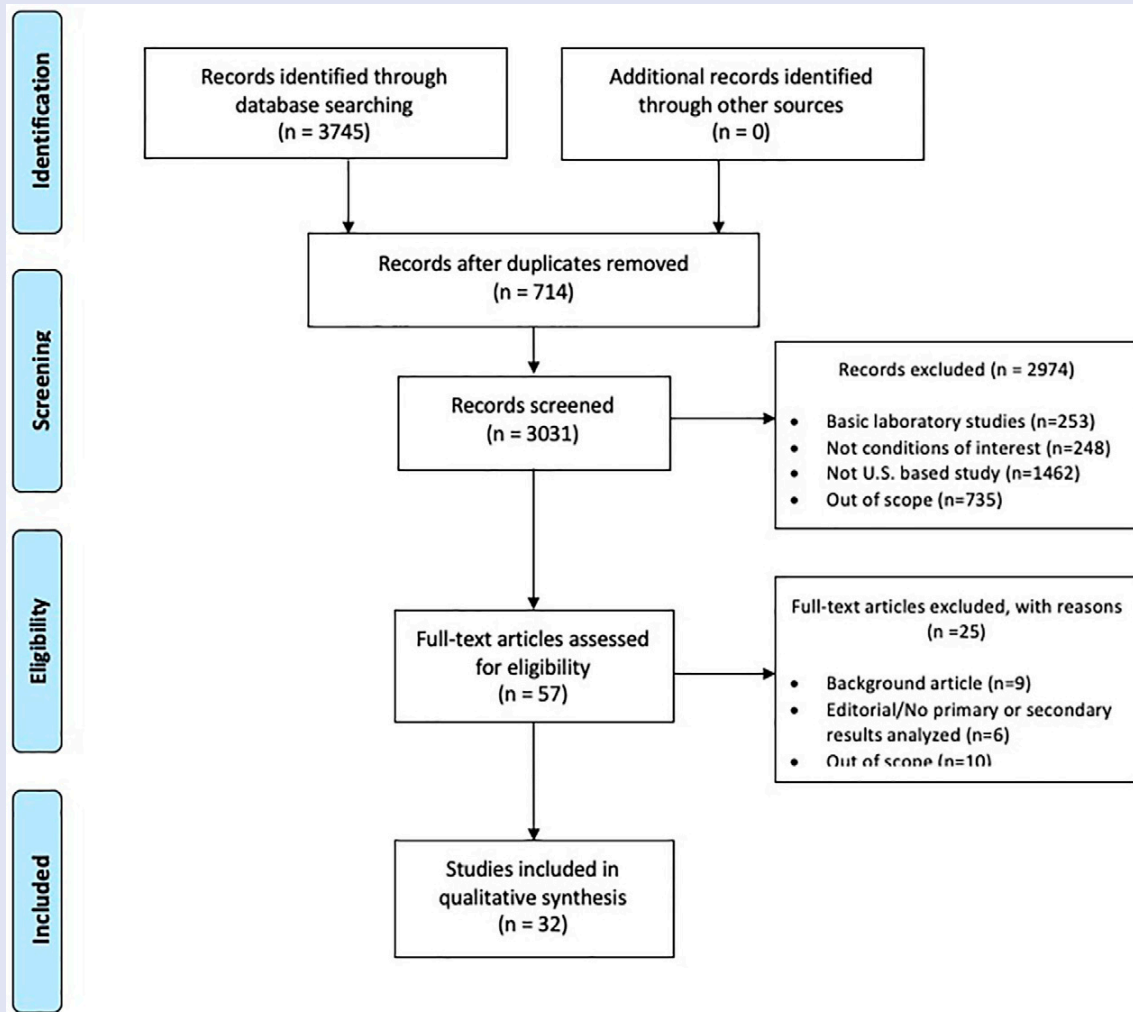 Identification
Records identified through
database searching
(n = 3745)
Additional records identified
through other sources
(n = 0)
Records after duplicates removed
(n = 714)
Screening
Records screened
(n = 3031)
Records excluded (n = 2974)
• Basic laboratory studies (n=253)
• Not conditions of interest (n=248)
• Not U.S. based study (n=1462)
• Out of scope (n=735)
Eligibility
Full-text articles assessed
for eligibility
(n = 57)
Full-text articles excluded, with reasons
(n =25)
• Background article (n=9)
• Editorial/No primary or secondary
results analyzed (n=6)
• Out of scope (n=10)
Included
Studies included in
qualitative synthesis
(n = 32)